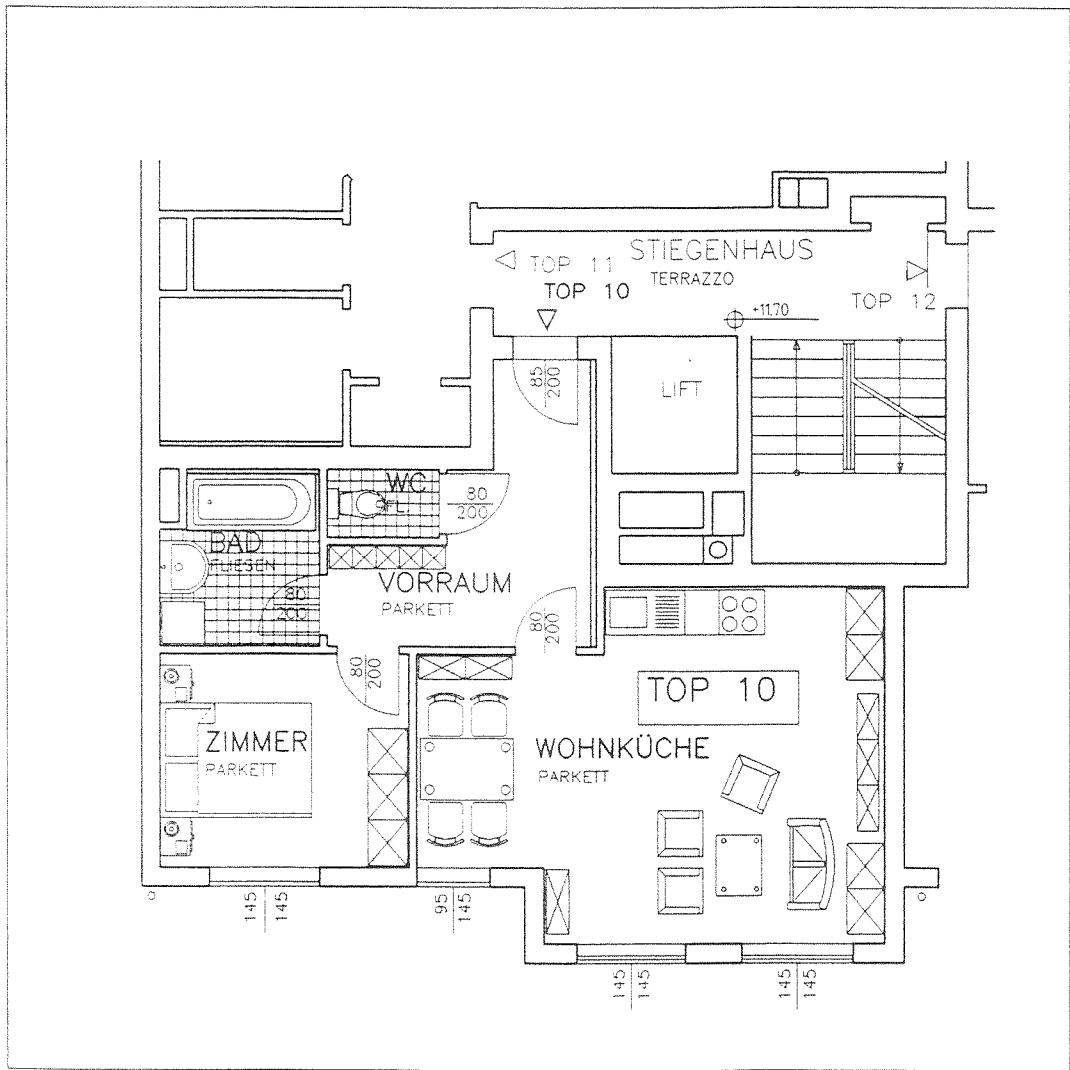 STIEGENHAUS
TOP 11
TERRAZZO
TOP 10
TOP 12
+11.70
85
200
LIFT
WC
FL.
80
200
BAD
FLIESEN
80
200
VORRAUM
PARKETT
80
200
80
200
TOP 10
ZIMMER
PARKETT
WOHNKÜCHE
PARKETT
145
145
95
145
145
145
145
145